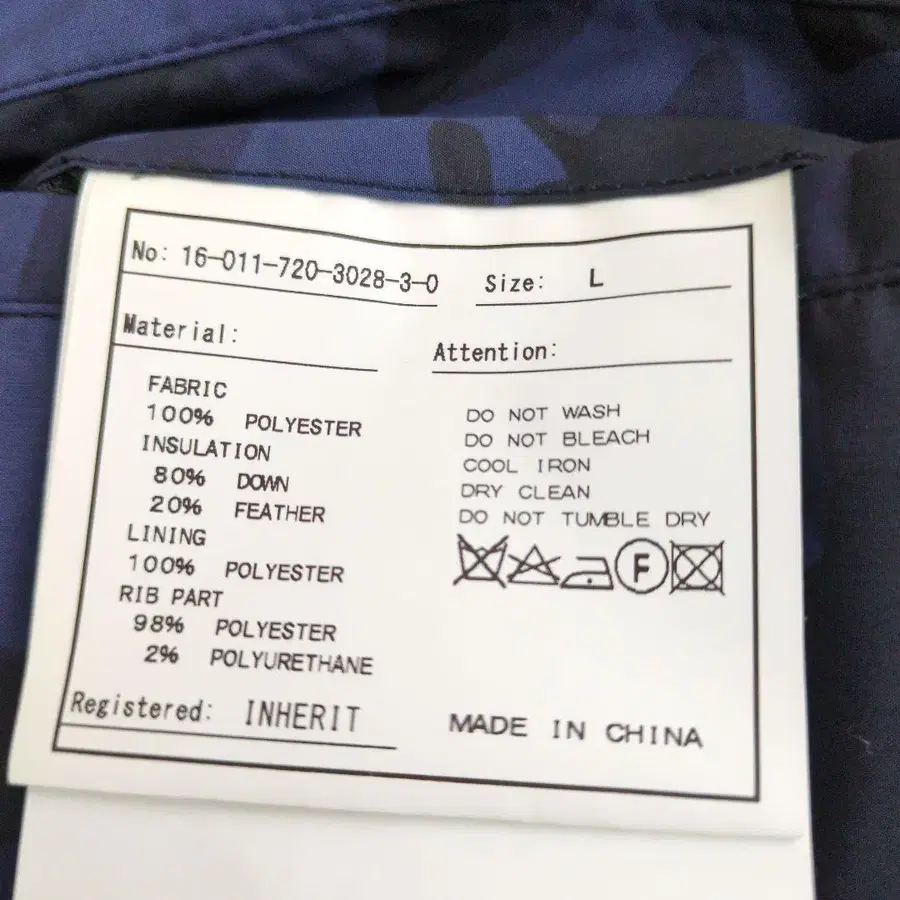 No: 16-011-720-3028-3-0
Size: L
Material:
FABRIC
100% POLYESTER
INSULATION
80% DOWN
20% FEATHER
LINING
100% POLYESTER
RIB PART
98% POLYESTER
2% POLYURETHANE
Registered: INHERIT
Attention:
DO NOT WASH
DO NOT BLEACH
COOL IRON
DRY CLEAN
DO NOT TUMBLE DRY
F
MADE IN CHINA